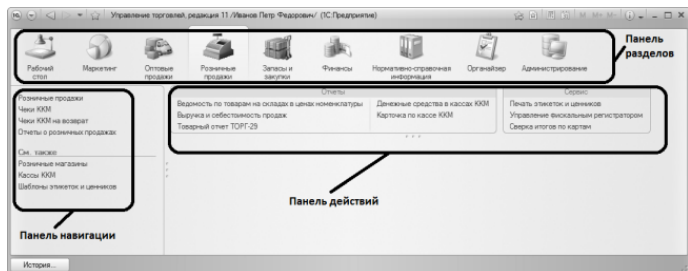 Управление торговлей, редакция 11 /Иванов Петр Федорович/ (1С:Предприятие)
M M+ M-
Рабочий стол
Маркетинг
Оптовые продажи
Розничные продажи
Запасы и закупки
Финансы
Нормативно-справочная информация
Органайзер
Администрирование
Панель разделов
Розничные продажи
Чеки ККМ
Чеки ККМ на возврат
Отчеты о розничных продажах
См. также
Розничные магазины
Кассы ККМ
Шаблоны этикеток и ценников
Панель навигации
Отчеты
Ведомость по товарам на складах в ценах номенклатуры
Выручка и себестоимость продаж
Товарный отчет ТОРГ-29
Денежные средства в кассах ККМ
Карточка по кассе ККМ
Сервис
Печать этикеток и ценников
Управление фискальным регистратором
Сверка итогов по картам
Панель действий
История...